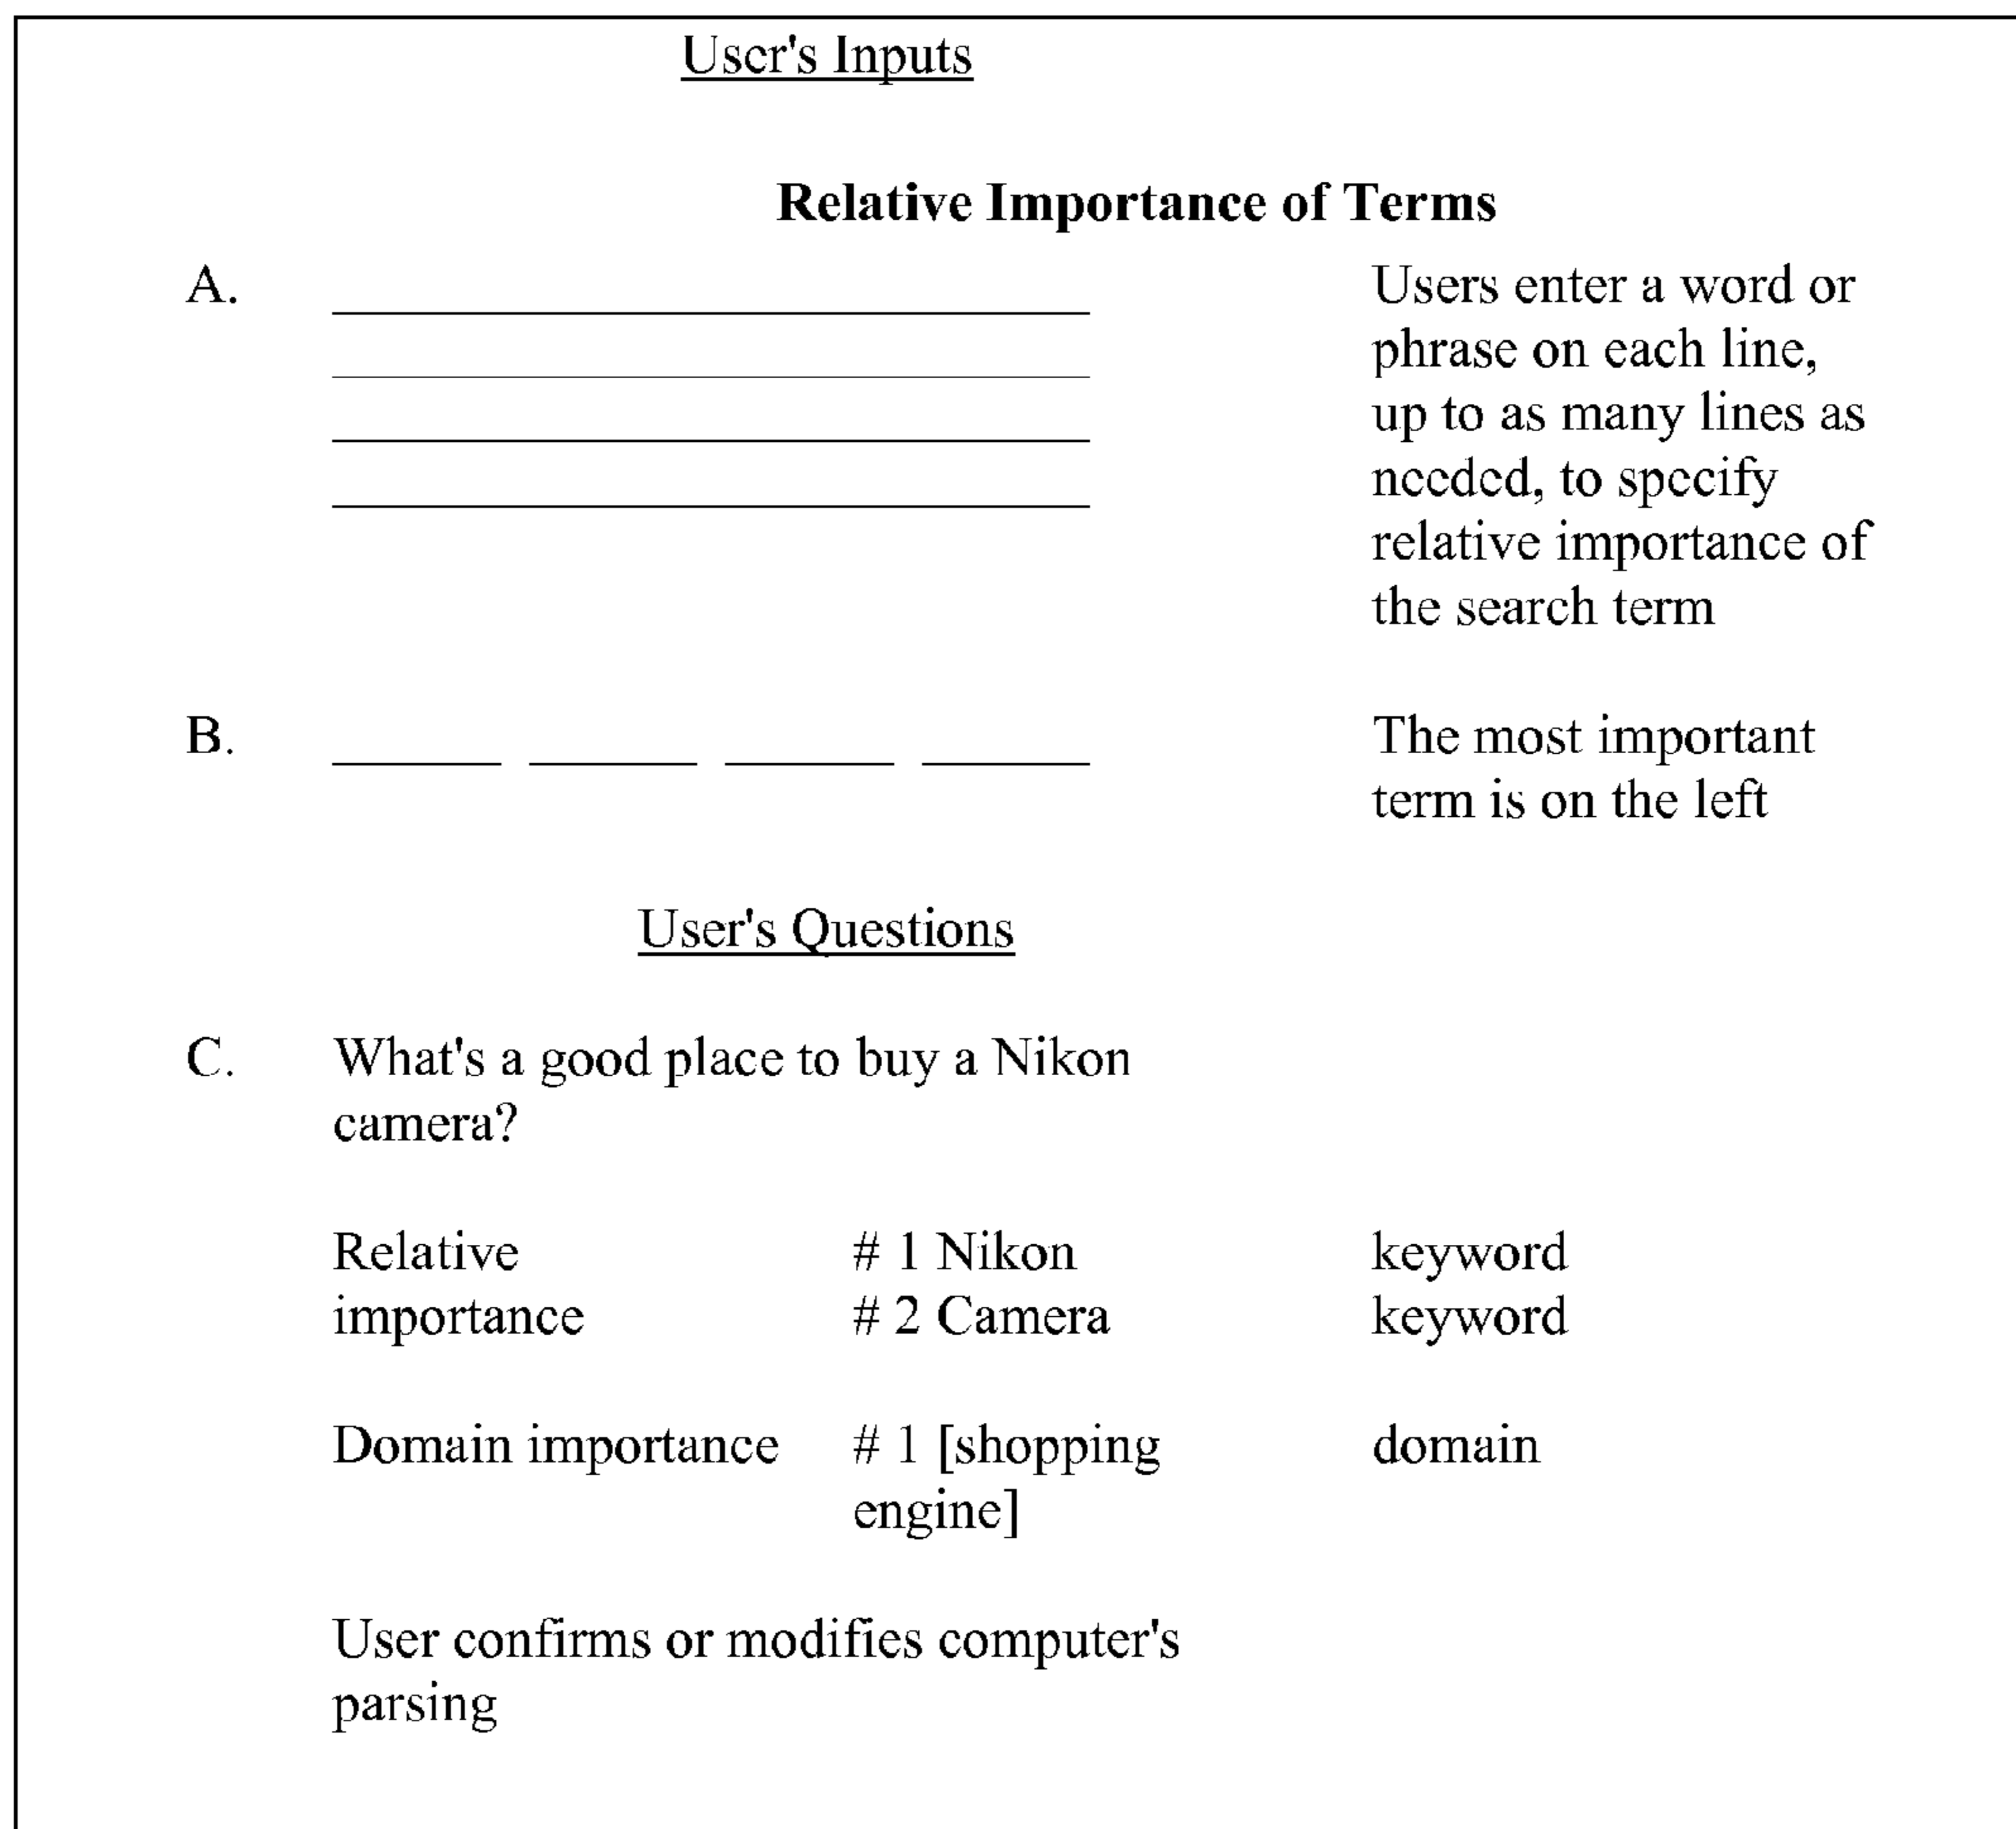 User's Inputs
Relative Importance of Terms
A.
Users enter a word or
phrase on each line,
up to as many lines as
needed, to specify
relative importance of
the search term
B.
The most important
term is on the left
User's Questions
C. What's a good place to buy a Nikon
camera?
Relative # 1 Nikon keyword
importance # 2 Camera keyword
Domain importance # 1 [shopping domain
engine]
User confirms or modifies computer's
parsing